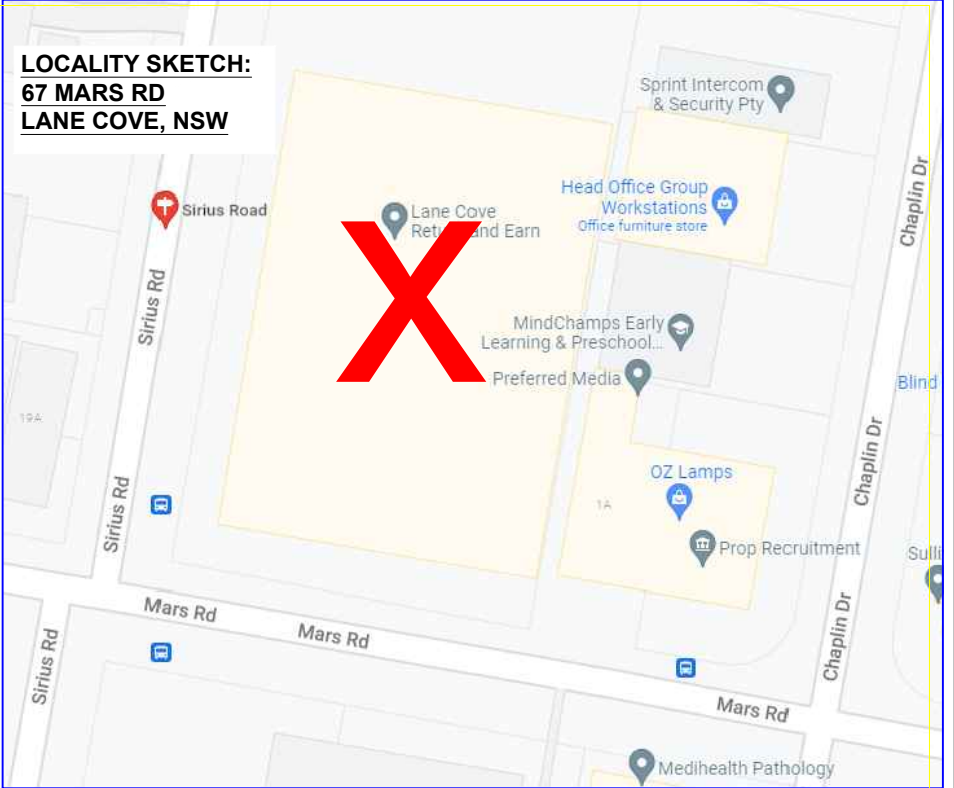 LOCALITY SKETCH:
67 MARS RD
LANE COVE, NSW
Sprint Intercom
& Security Pty
Chaplin Dr
Head Office Group
Workstations
Office furniture store
Sirius Road
Lane Cove
and Earn
X
Sirius Rd
MindChamps Early
Learning & Preschool...
Preferred Media
Blind
19A
Chaplin Dr
OZ Lamps
1A
Sirius Rd
Prop Recruitment
Sulli
Mars Rd
Mars Rd
Chaplin Dr
Sirius Rd
Mars Rd
Medihealth Pathology